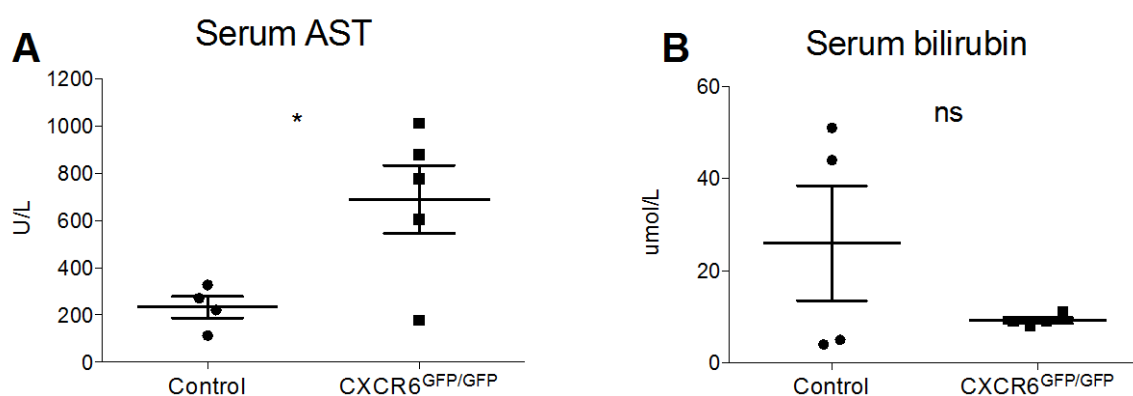 A
Serum AST
1200
1000
800
600
400
200
0
U/L
*
Control
CXCR6GFP/GFP
B
Serum bilirubin
60
40
20
0
umol/L
ns
Control
CXCR6GFP/GFP